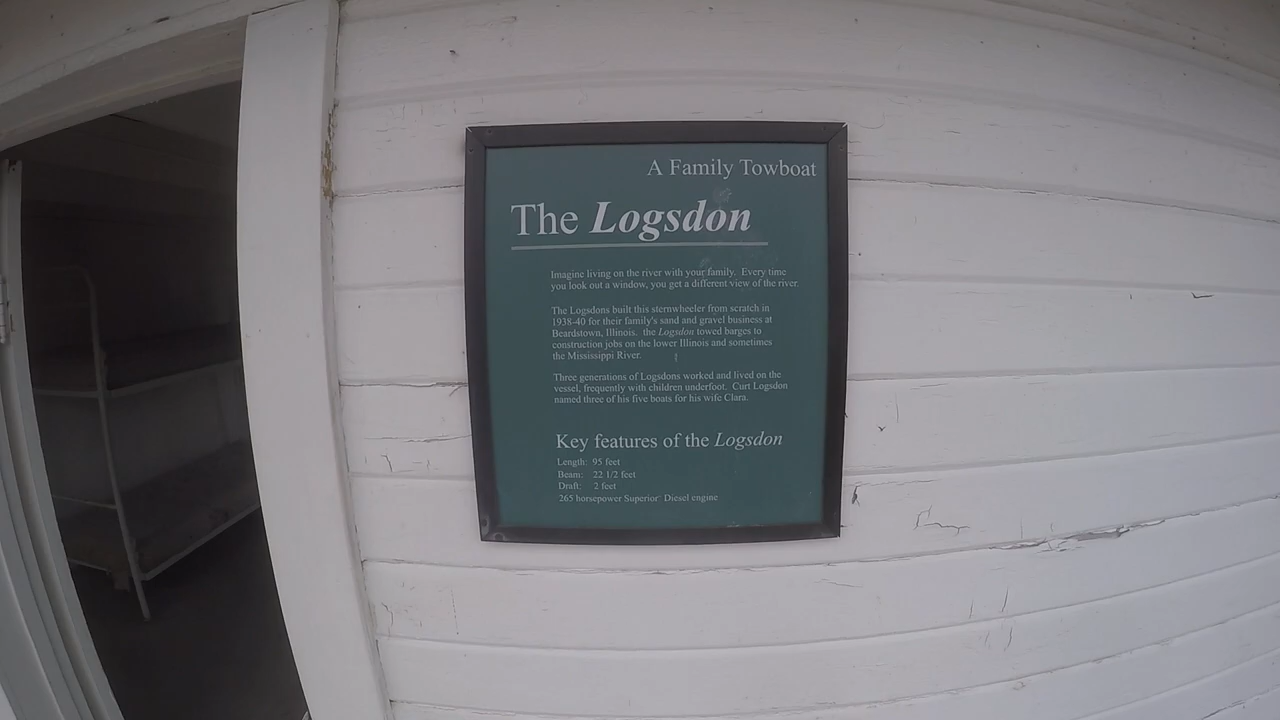 A Family Towboat
The Logsdon
Imagine living on the river with your family. Every time
you look out a window, you get a different view of the river.
The Logsdons built this sternwheeler from scratch in
1938-40 for their family's sand and gravel business at
Beardstown, Illinois. the Logsdon towed barges to
construction jobs on the lower Illinois and sometimes
the Mississippi River.
Three generations of Logsdons worked and lived on the
vessel, frequently with children underfoot. Curt Logsdon
named three of his five boats for his wife Clara.
Key features of the Logsdon
Length: 95 feet
Beam: 22 1/2 feet
Draft: 2 feet
265 horsepower Superior Diesel engine